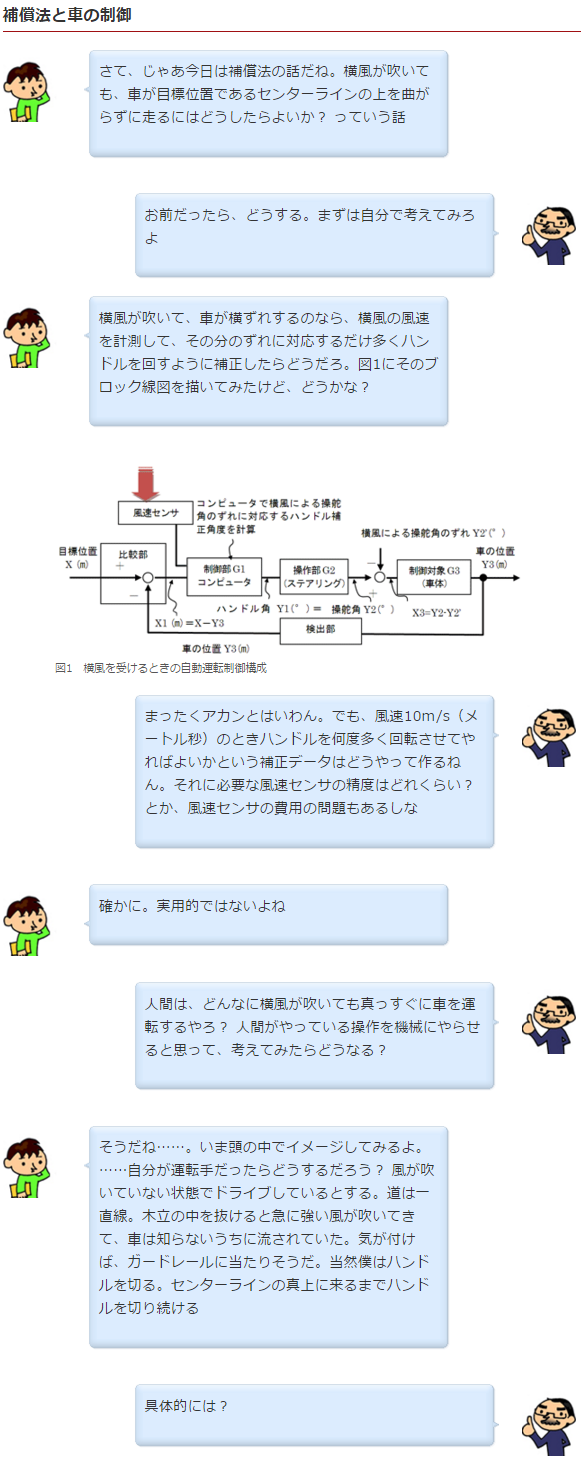 補償法と車の制御
さて、じゃあ今日は補償法の話だね。横風が吹いて
も、車が目標位置であるセンターラインの上を曲が
らずに走るにはどうしたらよいか？ っていう話
お前だったら、どうする。まずは自分で考えてみろ
よ
横風が吹いて、車が横ずれするのなら、横風の風速
を計測して、その分のずれに対応するだけ多くハン
ドルを回すように補正したらどうだろ。図1にそのブ
ロック線図を描いてみたけど、どうかな？
風速センサ
コンピュータで横風による操舵
角のずれに対応するハンドル補
正角度を計算
横風による操舵角のずれ Y2'(°)
目標位置
X (m)
比較部
+
−
制御部G1
コンピュータ
操作部G2
(ステアリング)
−
+
制御対象G3
(車体)
車の位置
Y3(m)
X1 (m)＝X−Y3
ハンドル角 Y1(°)＝ 操舵角 Y2(°)
X3=Y2-Y2'
検出部
車の位置 Y3(m)
図1　横風を受けるときの自動運転制御構成
まったくアカンとはいわん。でも、風速10m/s（メ
ートル秒）のときハンドルを何度多く回転させてや
ればよいかという補正データはどうやって作るね
ん。それに必要な風速センサの精度はどれくらい？
とか、風速センサの費用の問題もあるしな
確かに。実用的ではないよね
人間は、どんなに横風が吹いても真っすぐに車を運
転するやろ？ 人間がやっている操作を機械にやらせ
ると思って、考えてみたらどうなる？
そうだね……。いま頭の中でイメージしてみるよ。
……自分が運転手だったらどうするだろう？ 風が吹
いていない状態でドライブしているとする。道は一
直線。木立の中を抜けると急に強い風が吹いてき
て、車は知らないうちに流されていた。気が付け
ば、ガードレールに当たりそうだ。当然僕はハンド
ルを切る。センターラインの真上に来るまでハンド
ルを切り続ける
具体的には？